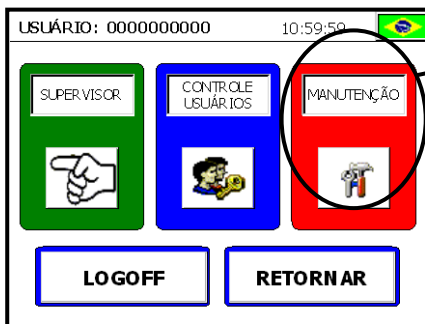 USUÁRIO: 0000000000 10:59:59
SUPERVISOR
CONTROLE
USUÁRIOS
MANUTENÇÃO
LOGOFF
RETORNAR